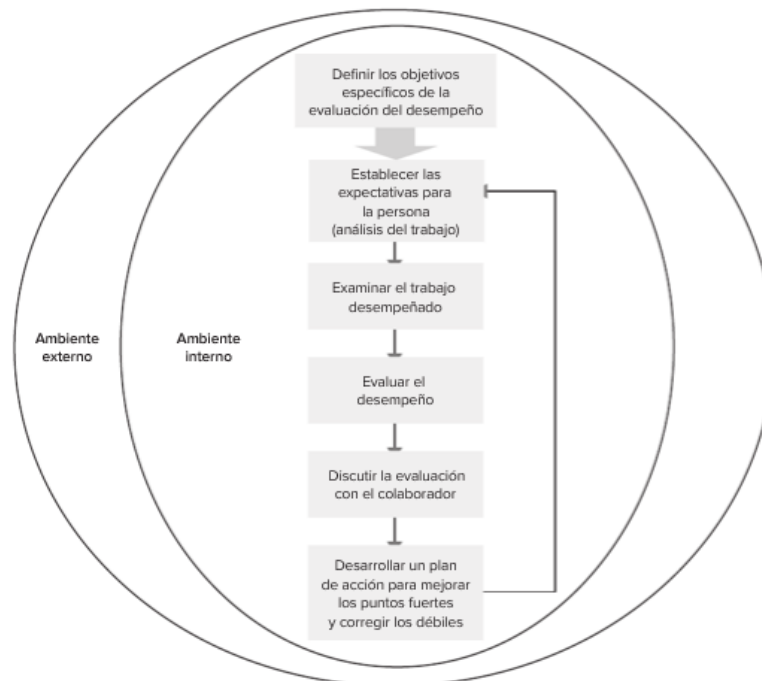 Definir los objetivos
específicos de la
evaluación del desempeño
Establecer las
expectativas para
la persona
(análisis del trabajo)
Examinar el trabajo
desempeñado
Ambiente
externo
Ambiente
interno
Evaluar el
desempeño
Discutir la evaluación
con el colaborador
Desarrollar un plan
de acción para mejorar
los puntos fuertes
y corregir los débiles